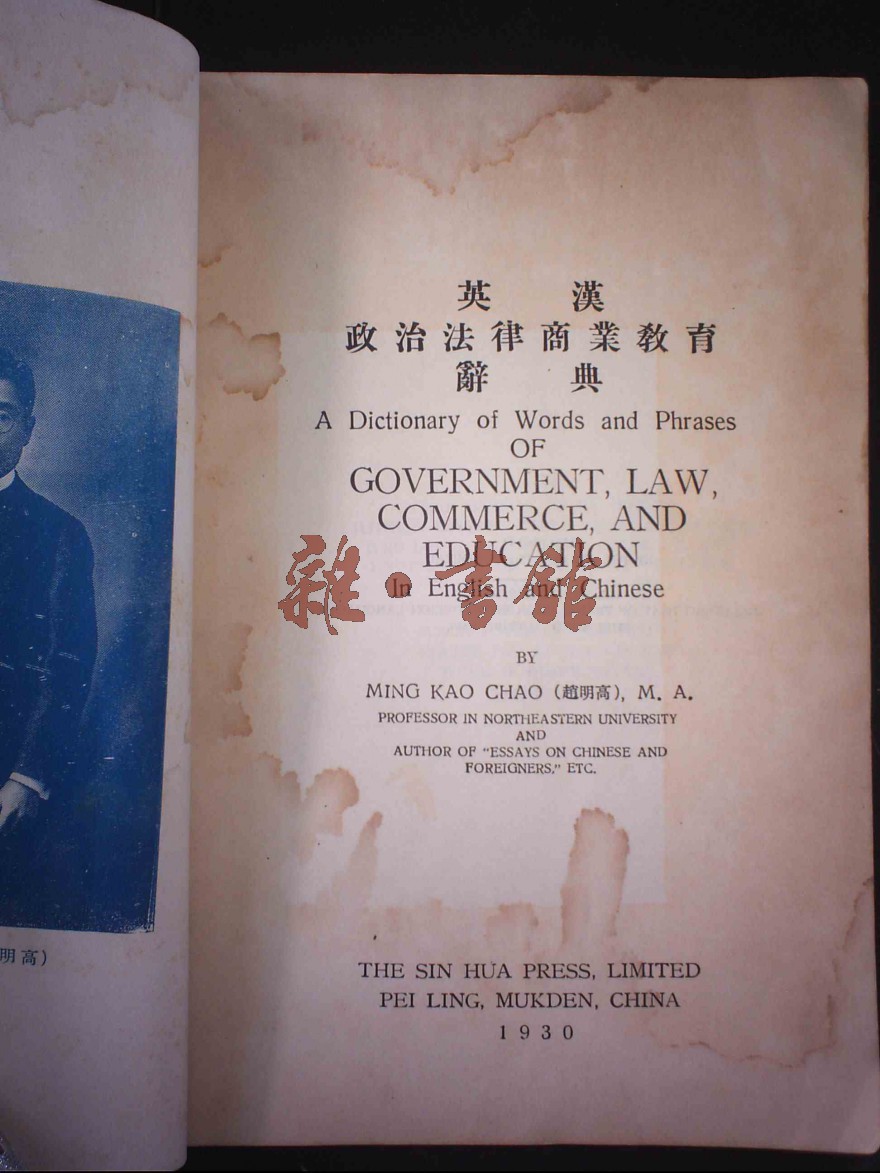 英漢
政治法律商業教育
辭典
A Dictionary of Words and Phrases
OF
GOVERNMENT, LAW,
COMMERCE, AND
EDUCATION
In English and Chinese
雜·書館
BY
MING KAO CHAO (趙明高), M. A.
PROFESSOR IN NORTHEASTERN UNIVERSITY
AND
AUTHOR OF "ESSAYS ON CHINESE AND
FOREIGNERS," ETC.
THE SIN HUA PRESS, LIMITED
PEI LING, MUKDEN, CHINA
1930
明高)